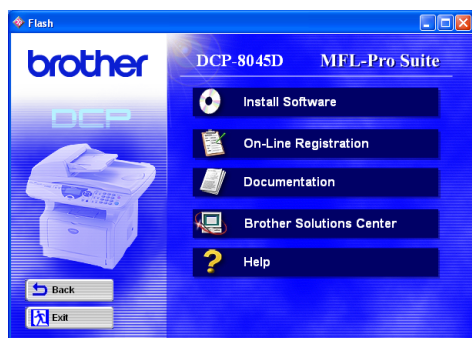 Flash
brother
DCP-8045D MFL-Pro Suite
DCP
Install Software
On-Line Registration
Documentation
Brother Solutions Center
Help
Back
Exit